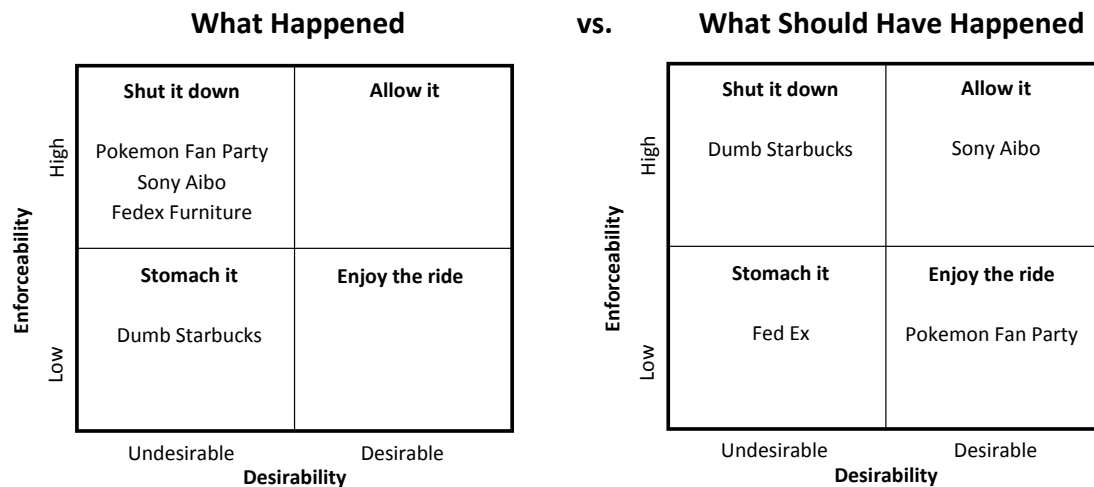 What Happened vs. What Should Have Happened
Enforceability
High
Low
Shut it down
Pokemon Fan Party
Sony Aibo
Fedex Furniture
Allow it
Stomach it
Dumb Starbucks
Enjoy the ride
Undesirable Desirable
Desirability
Enforceability
High
Low
Shut it down
Dumb Starbucks
Allow it
Sony Aibo
Stomach it
Fed Ex
Enjoy the ride
Pokemon Fan Party
Undesirable Desirable
Desirability